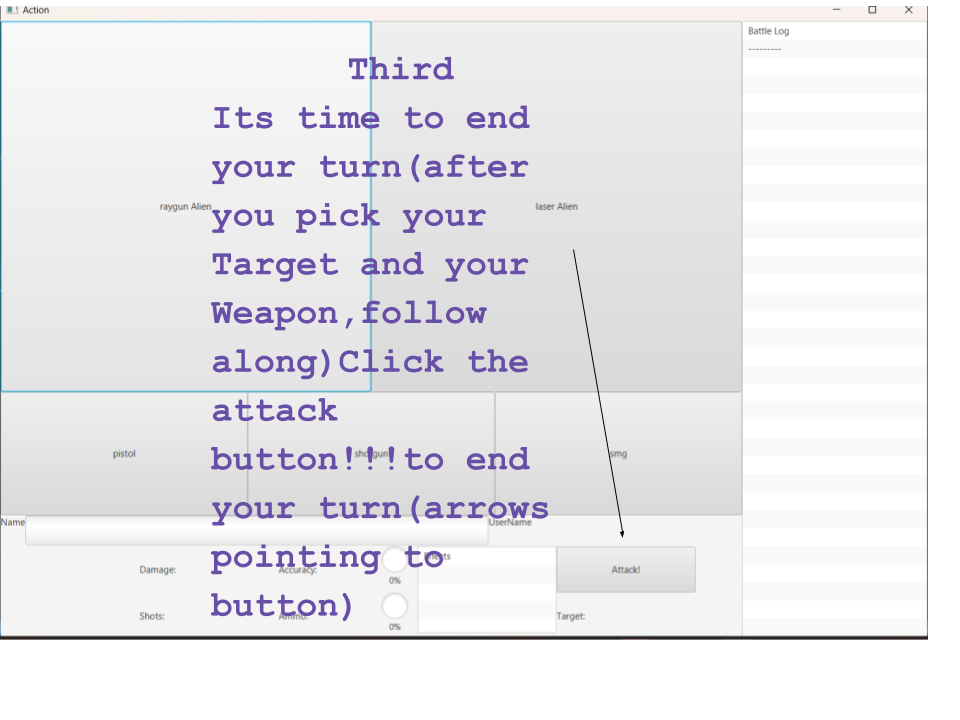 Action
Battle Log
---------
Third
Its time to end
your turn(after
you pick your
Target and your
Weapon,follow
along)Click the
attack
button!!!to end
your turn(arrows
pointing to
button)
raygun Alien
laser Alien
pistol
shotgun
smg
Name
UserName
Damage:
Accuracy:
0%
Effects
Attack!
Shots:
Ammo:
0%
Target: